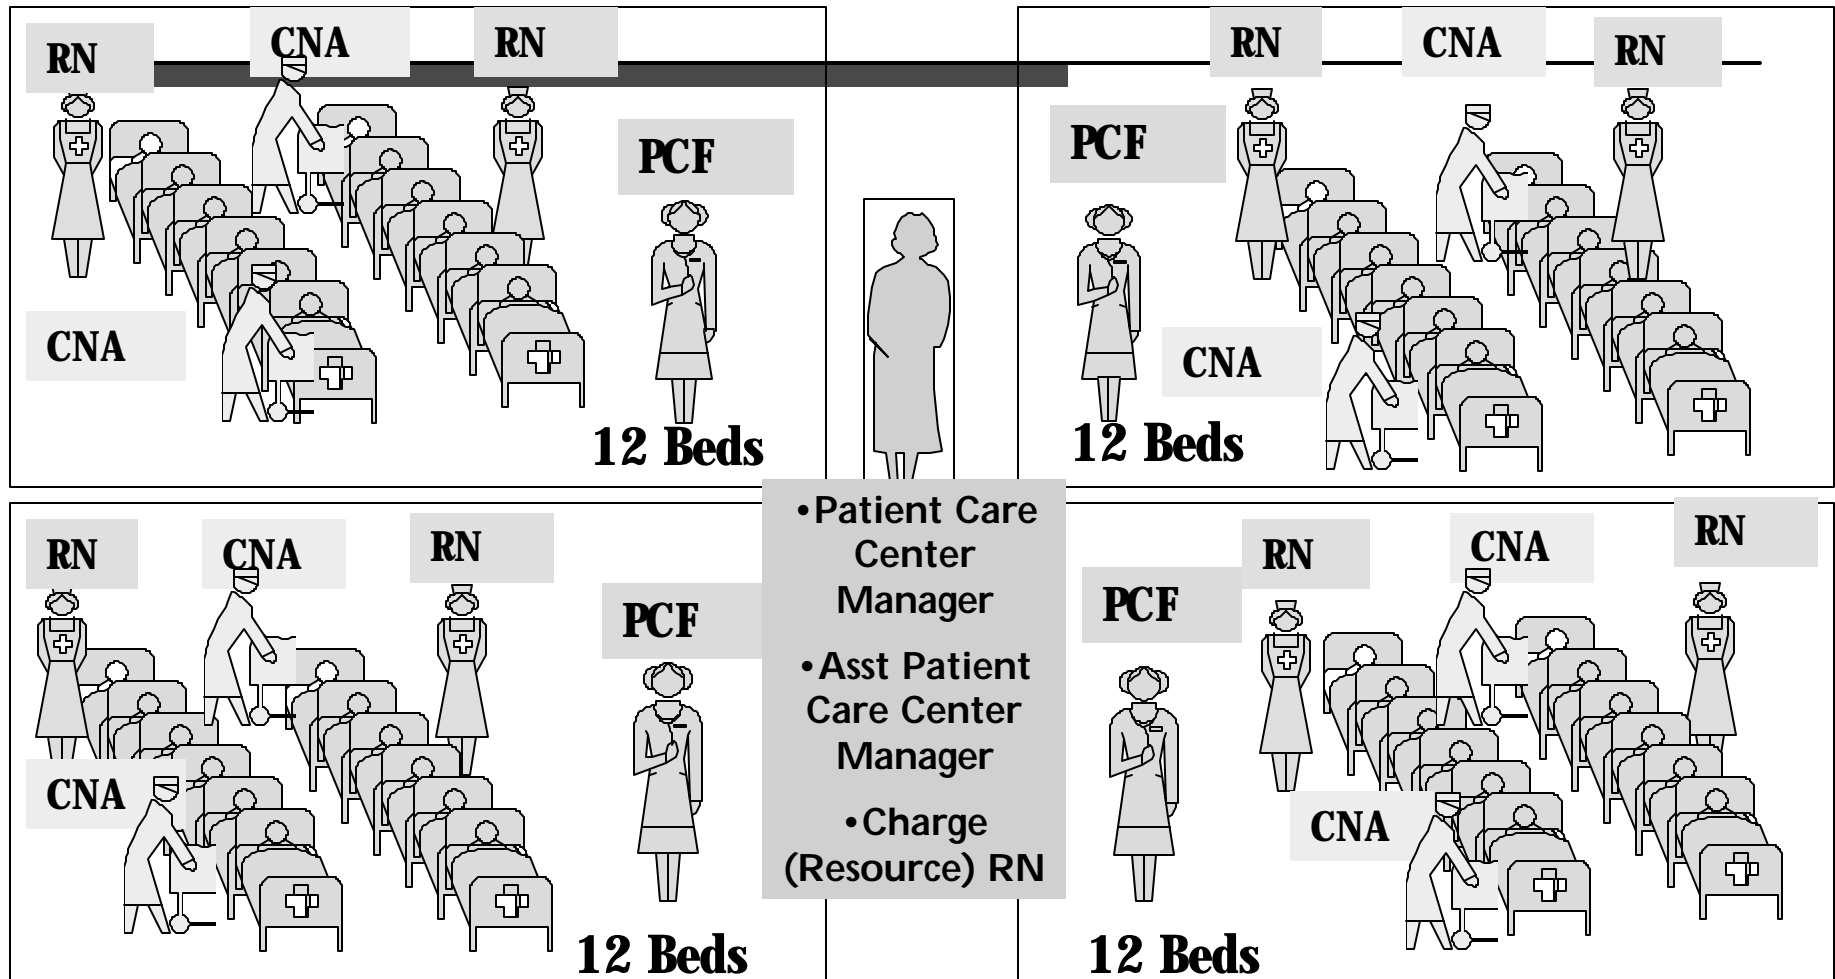 RN
CNA
RN
PCF
CNA
12 Beds
RN
CNA
RN
PCF
CNA
12 Beds
•Patient Care
Center
Manager
•Asst Patient
Care Center
Manager
•Charge
(Resource) RN
RN
CNA
RN
PCF
CNA
12 Beds
RN
CNA
RN
PCF
CNA
12 Beds